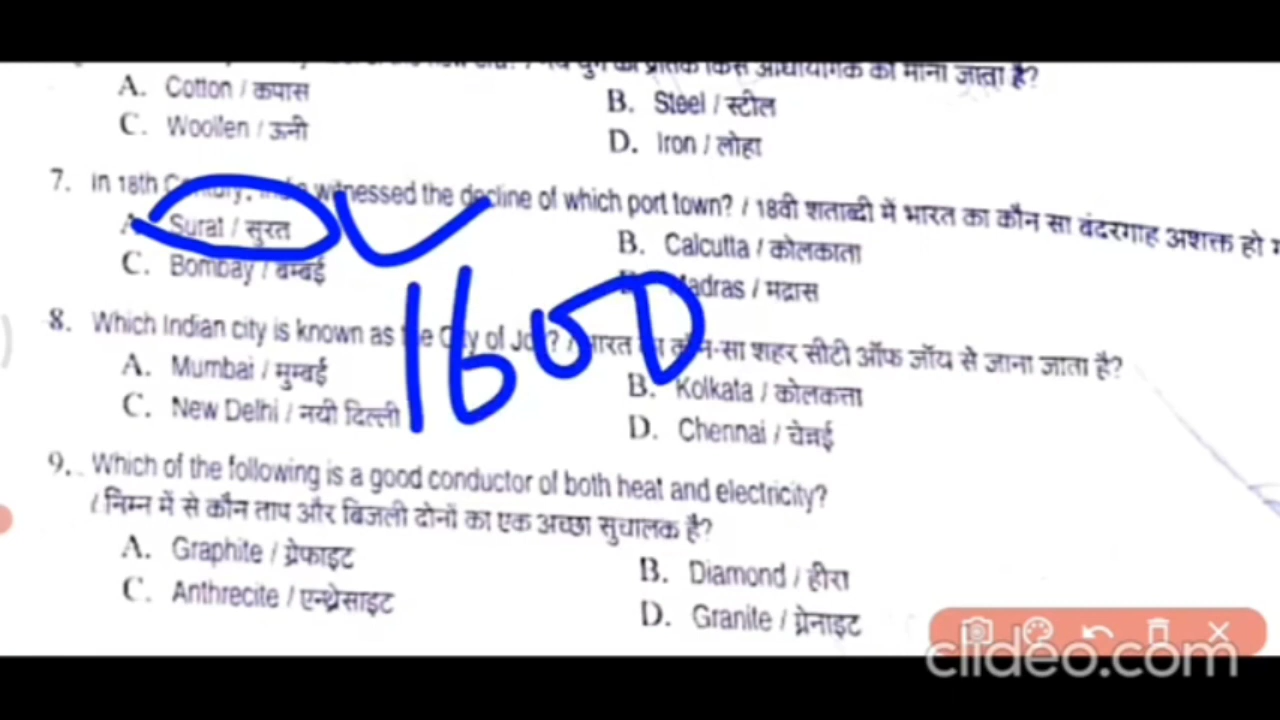 का प्रतिक किस को माना जाता है?
A. Cotton / कपास
B. Steel / स्टील
C. Woollen / ऊनी
D. Iron / लोहा
7. In 18th witnessed the decline of which port town? / 18वी शताब्दी में भारत का कौन सा बंदरगाह अशक्त हो
A. Surat / सुरत
B. Calcutta / कोलकाता
C. Bombay / बम्बई
Madras / मद्रास
1600
8. Which Indian city is known as the City of Joy? / भारत का कौन-सा शहर सीटी ऑफ जॉय से जाना जाता है?
A. Mumbai / मुम्बई
B. Kolkata / कोलकत्ता
C. New Delhi / नयी दिल्ली
D. Chennai / चेन्नई
9. Which of the following is a good conductor of both heat and electricity?
/ निम्न में से कौन ताप और बिजली दोनों का एक अच्छा सुचालक है?
A. Graphite / ग्रेफाइट
B. Diamond / हीरा
C. Anthrecite / एन्थ्रेसाइट
D. Granite / ग्रेनाइट
clideo.com